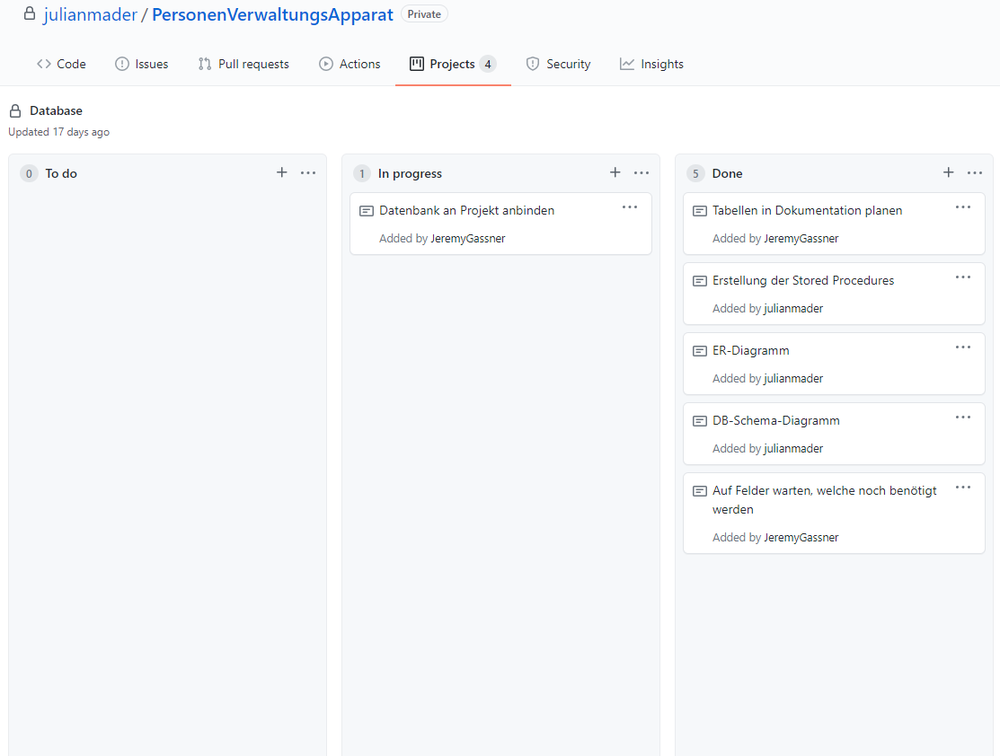 julianmader / PersonenVerwaltungsApparat Private
Code Issues Pull requests Actions Projects 4 Security Insights
Database
Updated 17 days ago
0 To do
1 In progress
Datenbank an Projekt anbinden
Added by JeremyGassner
5 Done
Tabellen in Dokumentation planen
Added by JeremyGassner
Erstellung der Stored Procedures
Added by julianmader
ER-Diagramm
Added by julianmader
DB-Schema-Diagramm
Added by julianmader
Auf Felder warten, welche noch benötigt
werden
Added by JeremyGassner